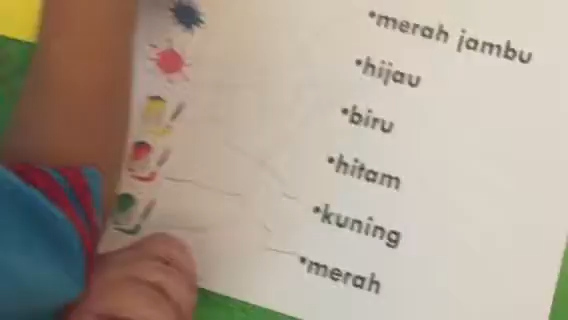 •merah jambu
•hijau
•biru
•hitam
•kuning
•merah